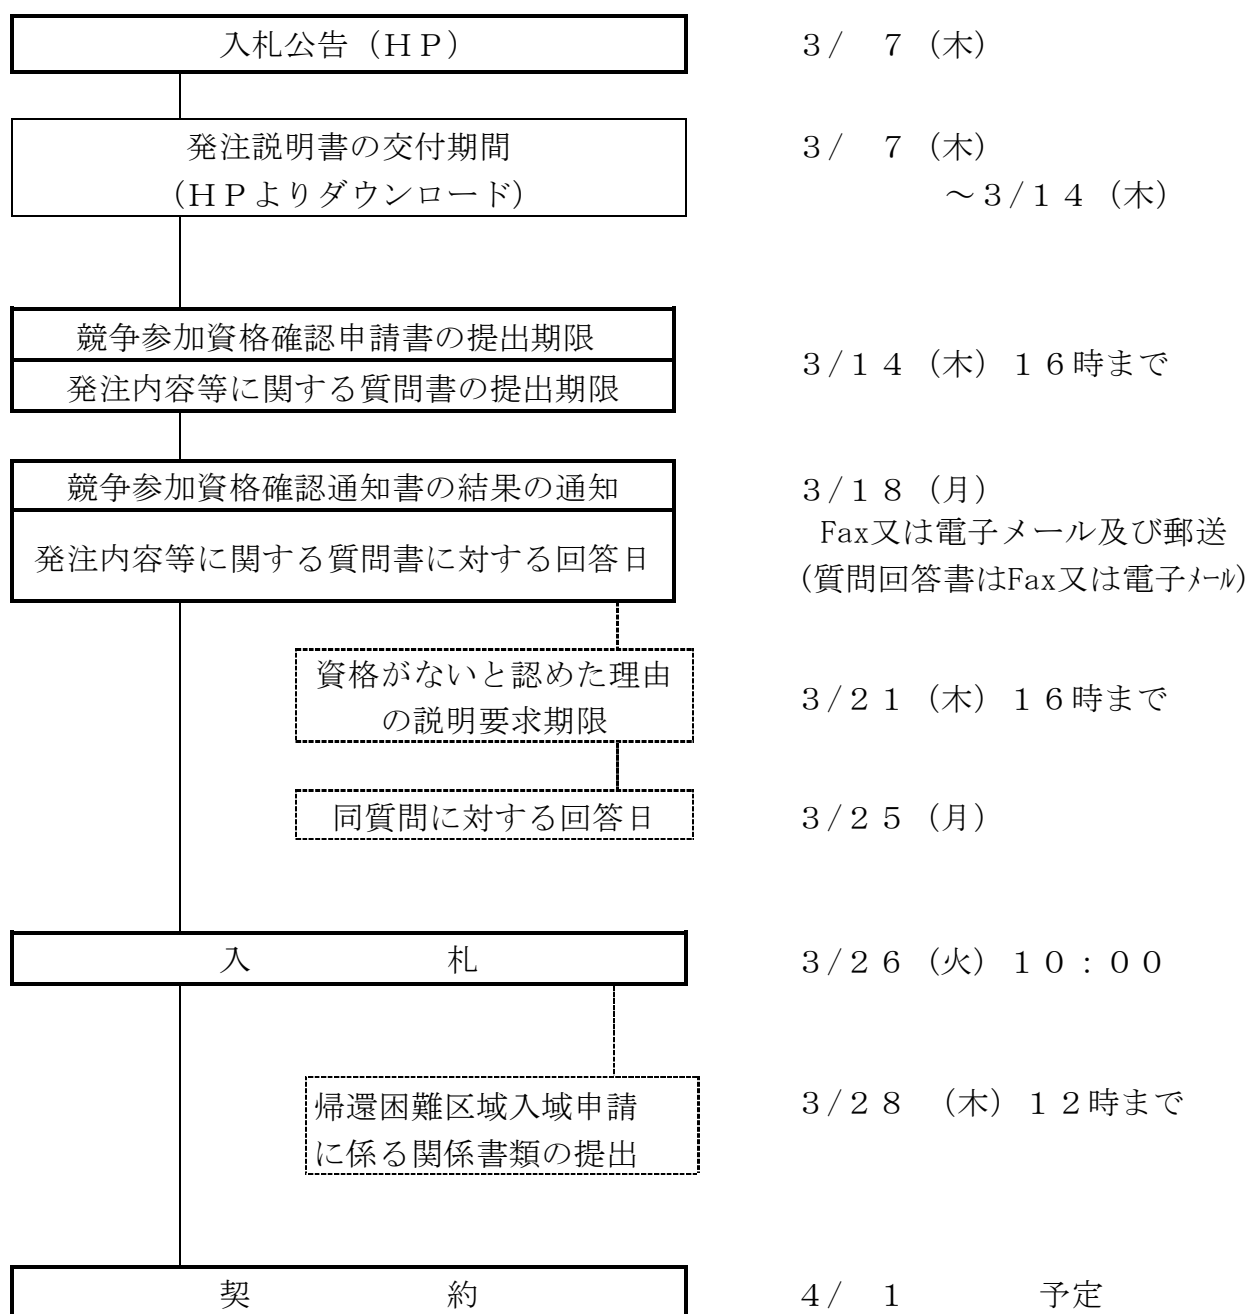 入札公告（ＨＰ）
３/　７（木）
発注説明書の交付期間
（ＨＰよりダウンロード）
３/　７（木）
～３/１４（木）
競争参加資格確認申請書の提出期限
発注内容等に関する質問書の提出期限
３/１４（木）１６時まで
競争参加資格確認通知書の結果の通知
発注内容等に関する質問書に対する回答日
３/１８（月）
Fax又は電子メール及び郵送
(質問回答書はFax又は電子ﾒｰﾙ)
資格がないと認めた理由
の説明要求期限
３/２１（木）１６時まで
同質問に対する回答日
３/２５（月）
入　　　　　札
３/２６（火）１０：００
帰還困難区域入域申請
に係る関係書類の提出
３/２８　（木）１２時まで
契　　　　　約
４/　１　　　　予定